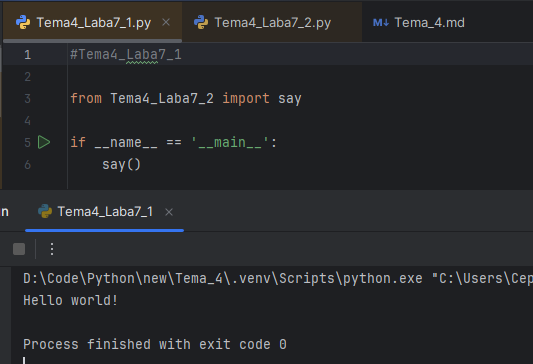 Tema4_Laba7_1.py × Tema4_Laba7_2.py M↓ Tema_4.md
1 #Tema4_Laba7_1
2
3 from Tema4_Laba7_2 import say
4
5 if __name__ == '__main__':
6 say()
n Tema4_Laba7_1 ×
D:\Code\Python\new\Tema_4\.venv\Scripts\python.exe "C:\Users\Сер
Hello world!
Process finished with exit code 0